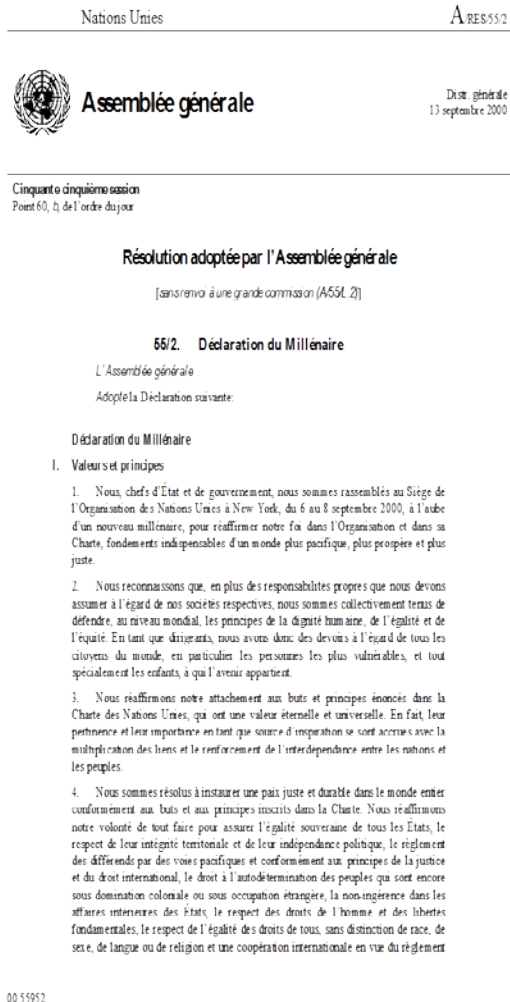 Nations Unies
A/RES/55/2
Assemblée générale
Distr. générale
13 septembre 2000
Cinquante cinquième session
Point 60, b, de l'ordre du jour
Résolution adoptée par l'Assemblée générale
[sans renvoi à une grande commission (A/55/L.2)]
55/2. Déclaration du Millénaire
L'Assemblée générale
Adopte la Déclaration suivante:
Déclaration du Millénaire
I. Valeurs et principes
1. Nous, chefs d'État et de gouvernement, nous sommes rassemblés au Siège de
l'Organisation des Nations Unies à New York, du 6 au 8 septembre 2000, à l'aube
d'un nouveau millénaire, pour réaffirmer notre foi dans l'Organisation et dans sa
Charte, fondements indispensables d'un monde plus pacifique, plus prospère et plus
juste.
2. Nous reconnaissons que, en plus des responsabilités propres que nous devons
assumer à l'égard de nos sociétés respectives, nous sommes collectivement tenus de
défendre, au niveau mondial, les principes de la dignité humaine, de l'égalité et de
l'équité. En tant que dirigeants, nous avons donc des devoirs à l'égard de tous les
citoyens du monde, en particulier les personnes les plus vulnérables, et tout
spécialement les enfants, à qui l'avenir appartient.
3. Nous réaffirmons notre attachement aux buts et principes énoncés dans la
Charte des Nations Unies, qui ont une valeur éternelle et universelle. En fait, leur
pertinence et leur importance en tant que source d'inspiration se sont accrues avec la
multiplication des liens et le renforcement de l'interdépendance entre les nations et
les peuples.
4. Nous sommes résolus à instaurer une paix juste et durable dans le monde entier
conformément aux buts et aux principes inscrits dans la Charte. Nous réaffirmons
notre volonté de tout faire pour assurer l'égalité souveraine de tous les États, le
respect de leur intégrité territoriale et de leur indépendance politique, le règlement
des différends par des voies pacifiques et conformément aux principes de la justice
et du droit international, le droit à l'autodétermination des peuples qui sont encore
sous domination coloniale ou sous occupation étrangère, la non-ingérence dans les
affaires intérieures des États, le respect des droits de l'homme et des libertés
fondamentales, le respect de l'égalité des droits de tous, sans distinction de race, de
sexe, de langue ou de religion et une coopération internationale en vue du règlement
00 55952